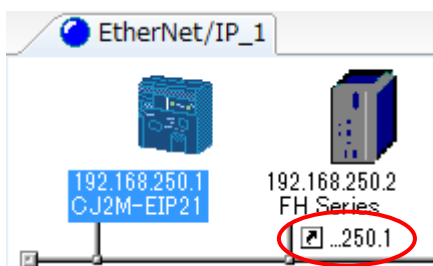 EtherNet/IP_1
192.168.250.1
CJ2M-EIP21
192.168.250.2
FH Series
...250.1